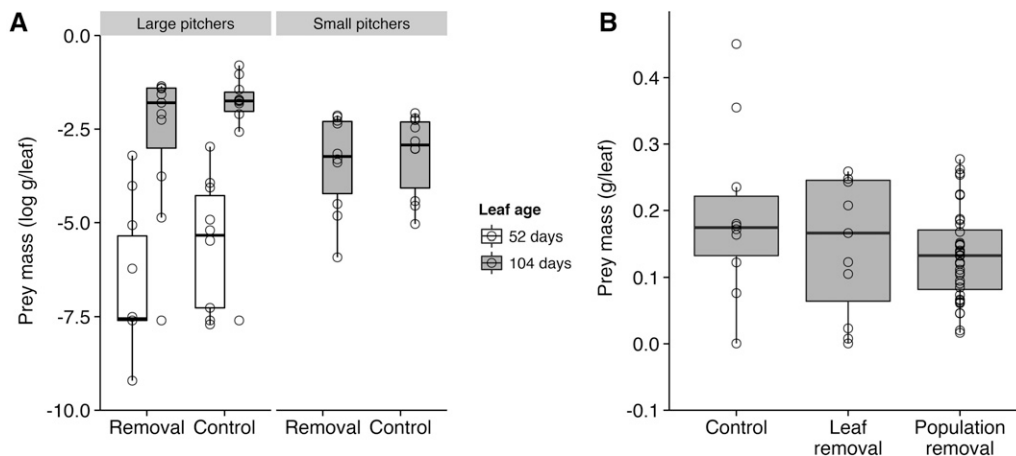 A
Large pitchers
Small pitchers
Prey mass (log g/leaf)
0.0
-2.5
-5.0
-7.5
-10.0
Removal Control
Removal Control
Leaf age
52 days
104 days
B
Prey mass (g/leaf)
0.4
0.3
0.2
0.1
0.0
-0.1
Control
Leaf
removal
Population
removal